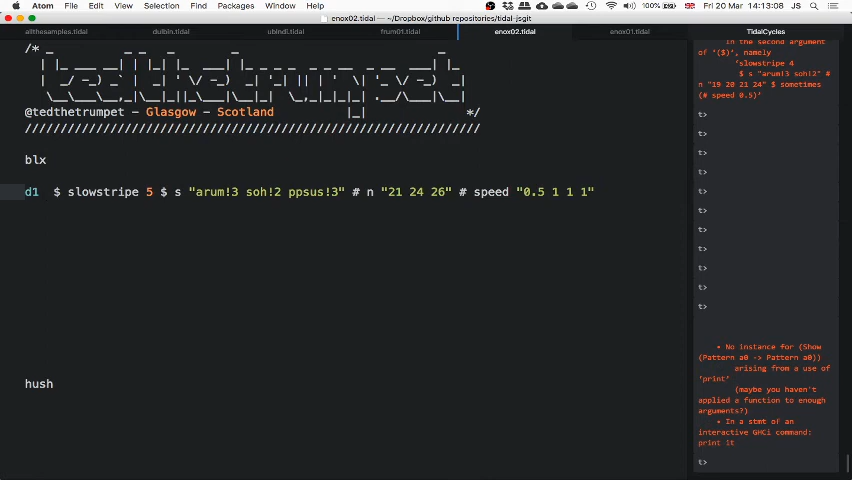 Atom File Edit View Selection Find Packages Window Help 100% Fri 20 Mar 14:13:08 JS
enox02.tidal — ~/Dropbox/github repositories/tidal-jsgit
allthesamples.tidal duibin.tidal ubindi.tidal frum01.tidal enox02.tidal enox01.tidal TidalCycles
/*
tedthetrumpet
@tedthetrumpet - Glasgow - Scotland */
////////////////////////////////////////////////////////////////
blx
d1 $ slowstripe 5 $ s "arum!3 soh!2 ppsus!3" # n "21 24 26" # speed "0.5 1 1 1"
hush
In the second argument
of ‘($)’, namely
‘slowstripe 4
$ s "arum!3 soh!2" #
n "19 20 21 24" $ sometimes
(# speed 0.5)’
t>
t>
t>
t>
t>
t>
t>
t>
t>
t>
t>
• No instance for (Show
(Pattern a0 -> Pattern a0))
arising from a use of
‘print’
(maybe you haven't
applied a function to enough
arguments?)
• In a stmt of an
interactive GHCi command:
print it
t>